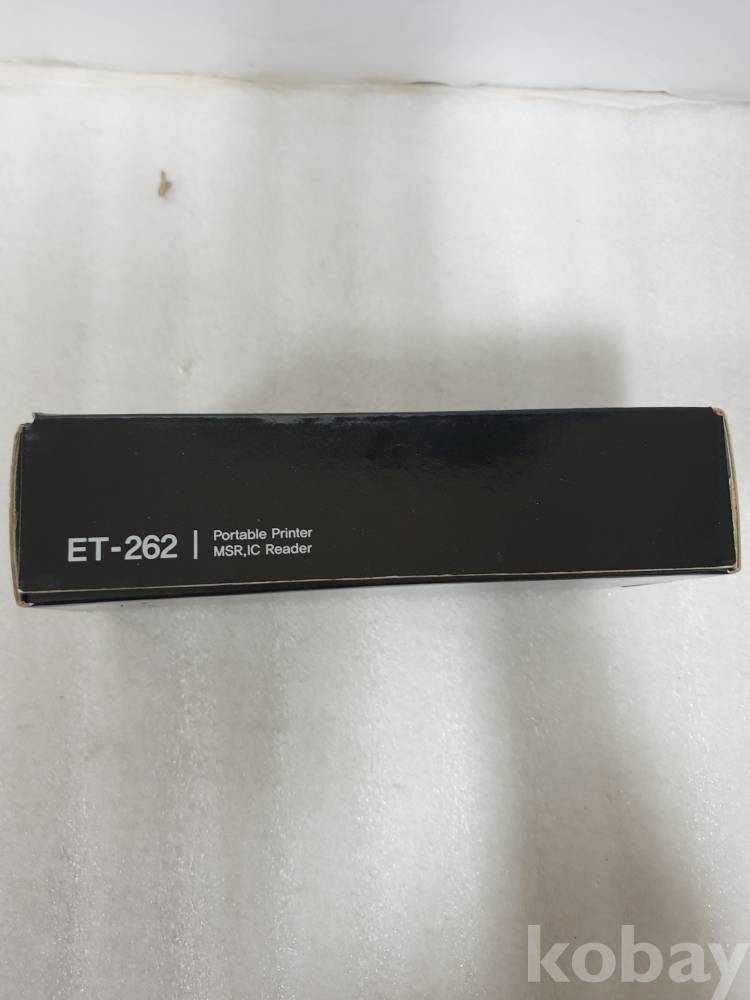 ET-262 | Portable Printer
MSR,IC Reader
kobay